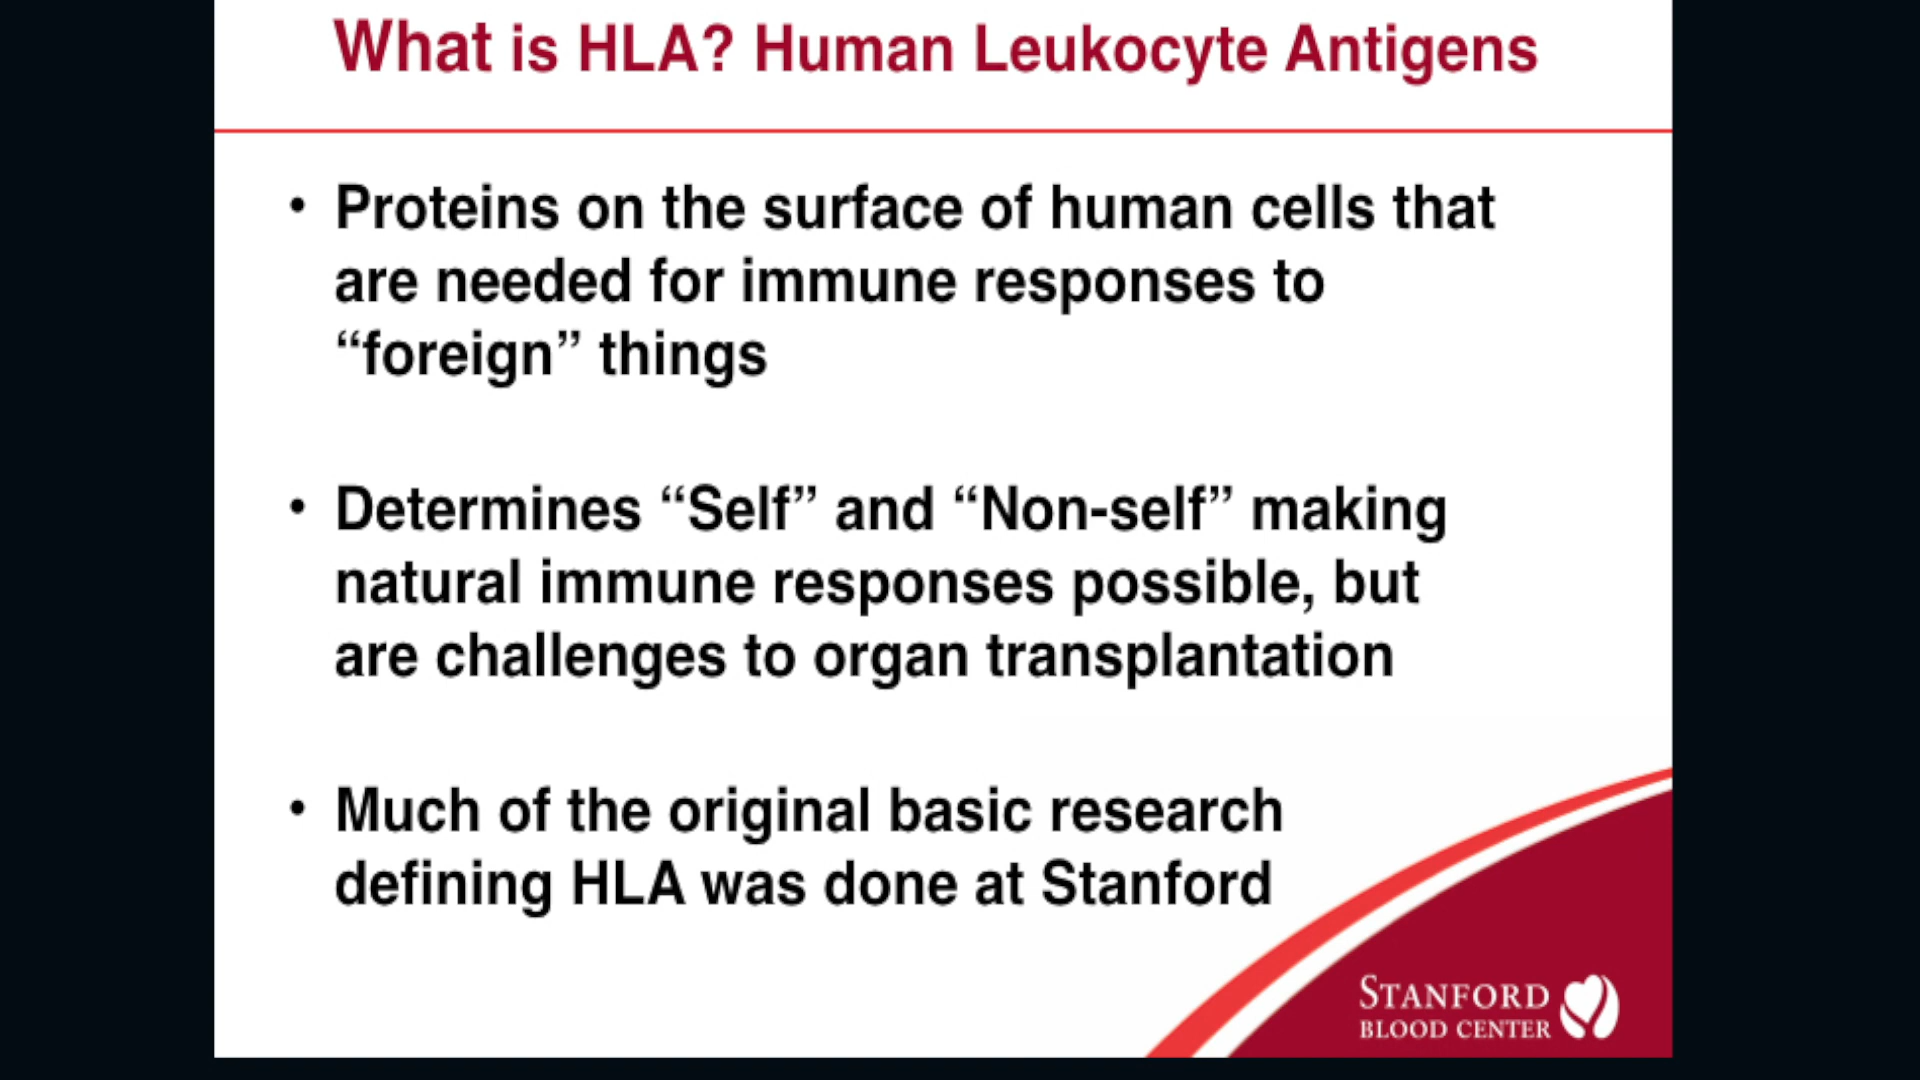 What is HLA? Human Leukocyte Antigens
• Proteins on the surface of human cells that
are needed for immune responses to
“foreign” things
• Determines “Self” and “Non-self” making
natural immune responses possible, but
are challenges to organ transplantation
• Much of the original basic research
defining HLA was done at Stanford
STANFORD
BLOOD CENTER